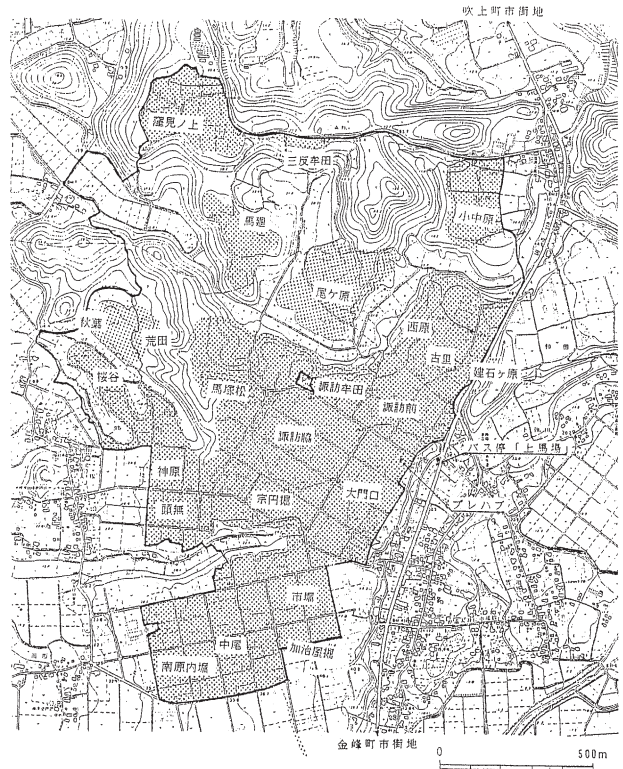 吹上町市街地
窪見ノ上
三反牟田
小中原
馬廻
尾ケ原
西原
秋葉
荒田
古里
建石ケ原
桜谷
馬塚松
諏訪牟田
諏訪前
諏訪脇
バス停「上馬場」
神原
大門口
宗円堀
頭無
プレハブ
市堀
中尾
加治屋堀
南原内堀
金峰町市街地
0
500m